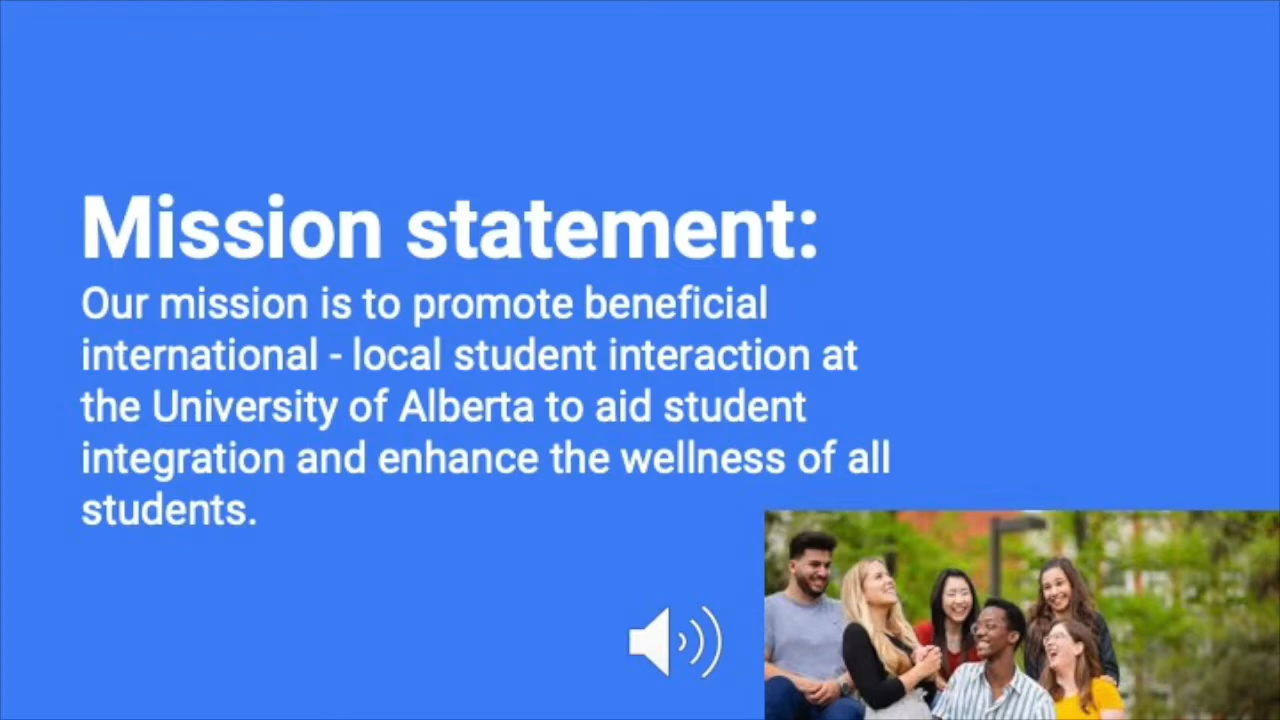 Mission statement:
Our mission is to promote beneficial
international - local student interaction at
the University of Alberta to aid student
integration and enhance the wellness of all
students.